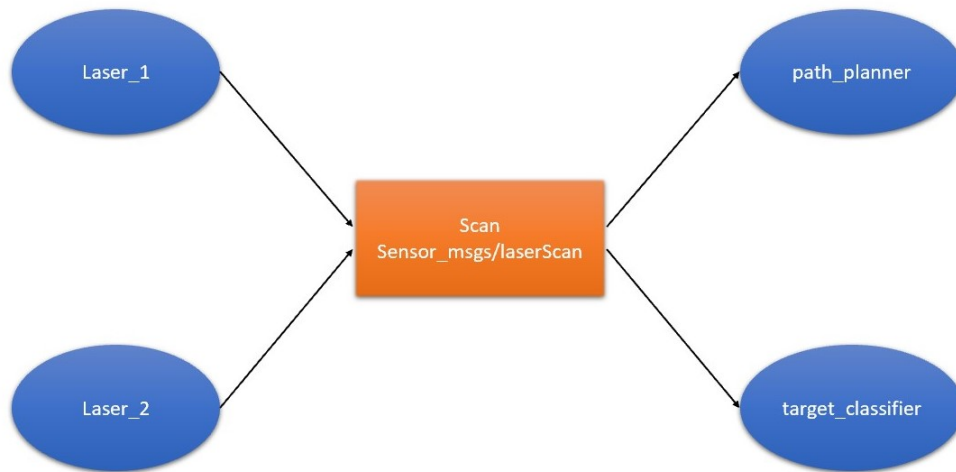 Laser_1
path_planner
Scan
Sensor_msgs/laserScan
Laser_2
target_classifier